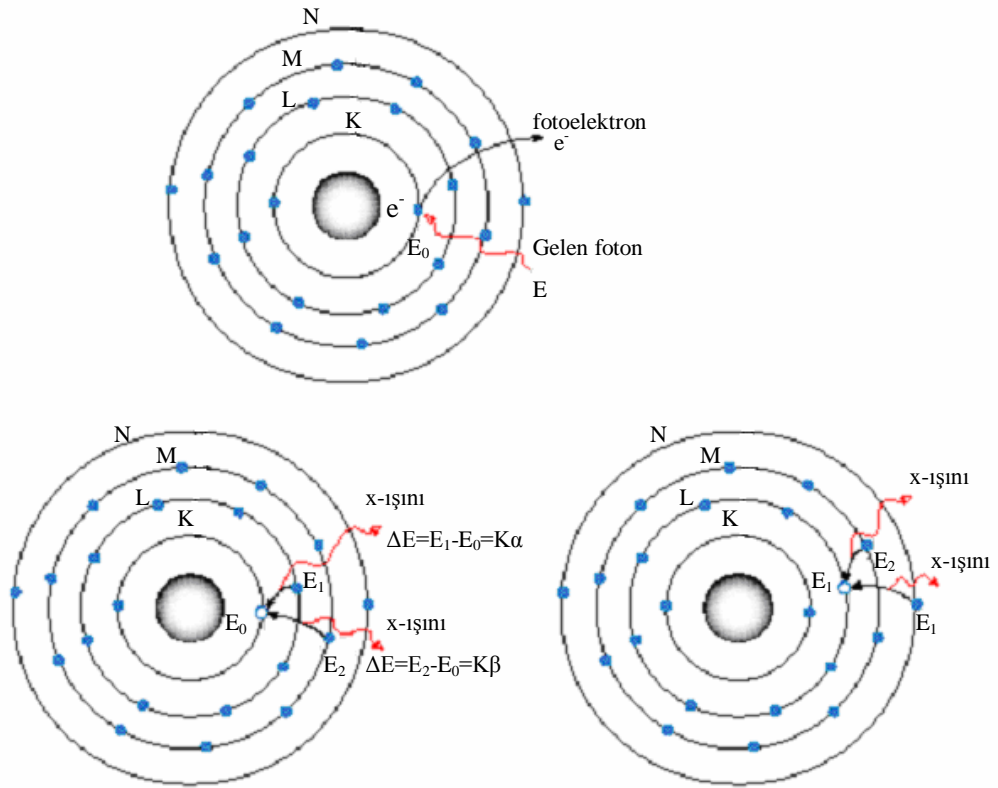 N
M
L
K
fotoelektron
e-
e-
E0
Gelen foton
E
N
M
L
K
x-ışını
ΔE=E1-E0=Kα
E1
E0
x-ışını
E2
ΔE=E2-E0=Kβ
N
M
L
K
x-ışını
E2
x-ışını
E1
E1